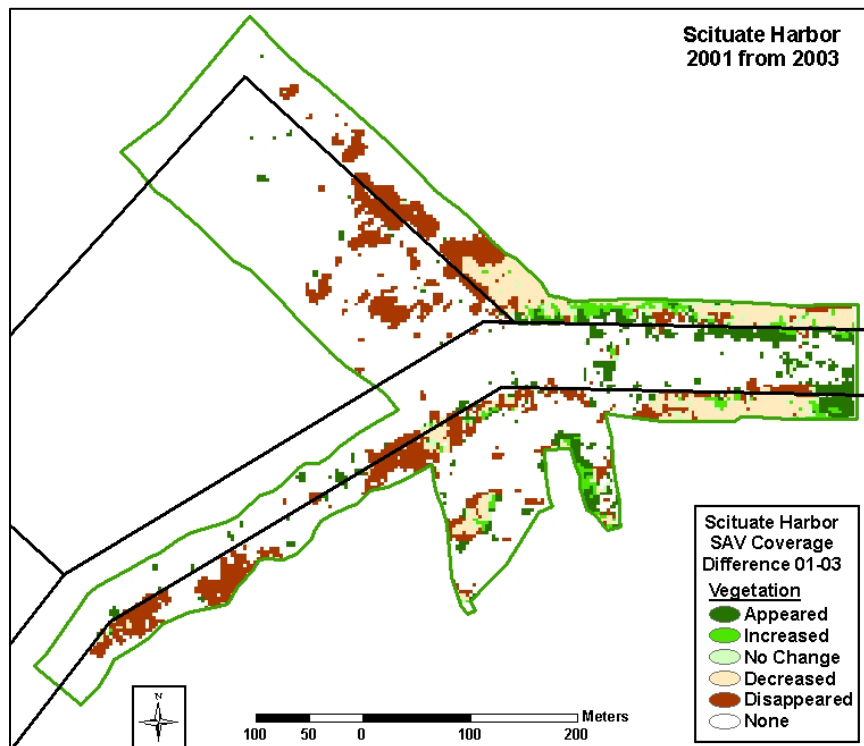 Scituate Harbor
2001 from 2003
Scituate Harbor
SAV Coverage
Difference 01-03
Vegetation
Appeared
Increased
No Change
Decreased
Disappeared
None
N
Meters
100 50 0 100 200